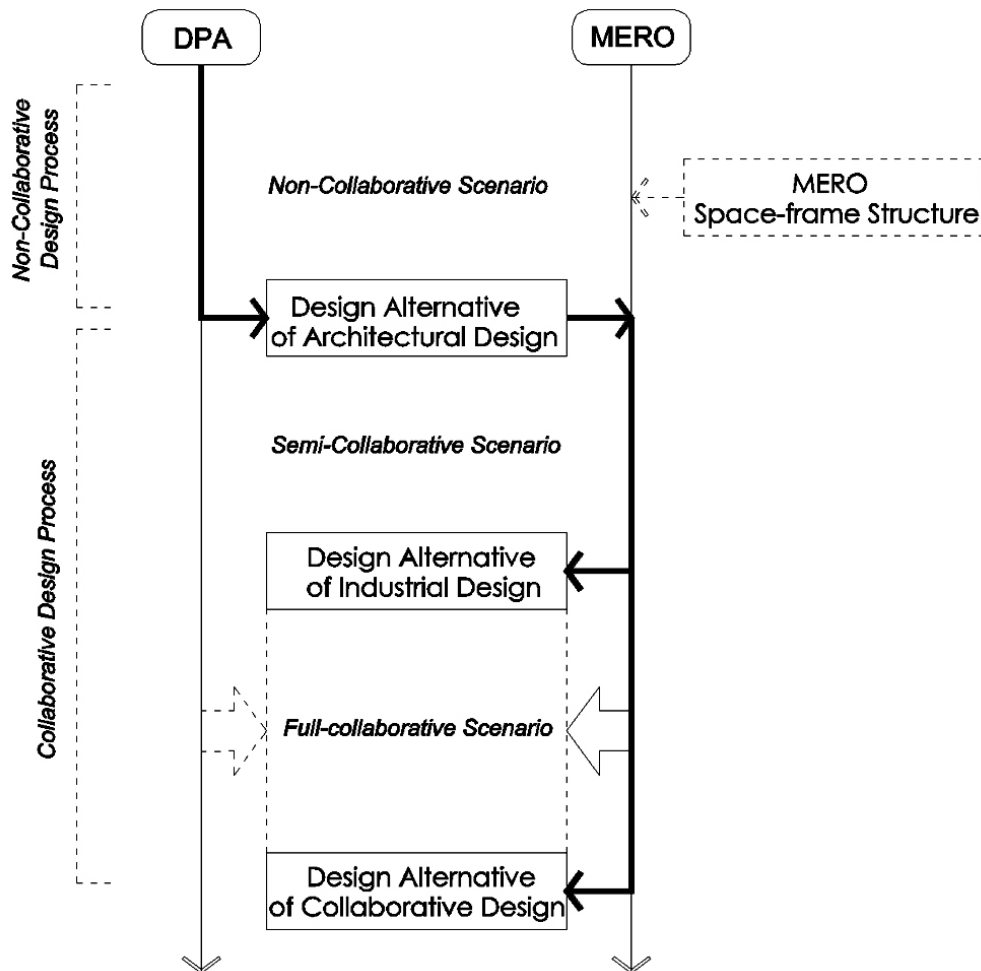 DPA
MERO
Non-Collaborative
Design Process
Non-Collaborative Scenario
MERO
Space-frame Structure
Design Alternative
of Architectural Design
Semi-Collaborative Scenario
Collaborative Design Process
Design Alternative
of Industrial Design
Full-collaborative Scenario
Design Alternative
of Collaborative Design